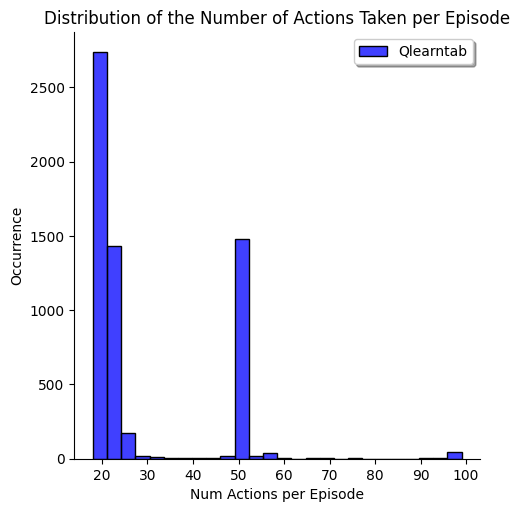 Distribution of the Number of Actions Taken per Episode
Qlearntab
2500
2000
1500
1000
500
0
Occurrence
20 30 40 50 60 70 80 90 100
Num Actions per Episode